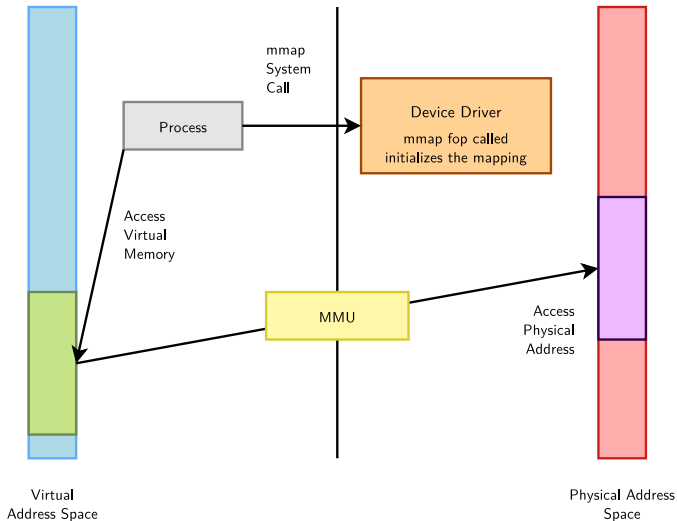 mmap
System
Call
Process
Device Driver
mmap fop called
initializes the mapping
Access
Virtual
Memory
MMU
Access
Physical
Address
Virtual
Address Space
Physical Address
Space